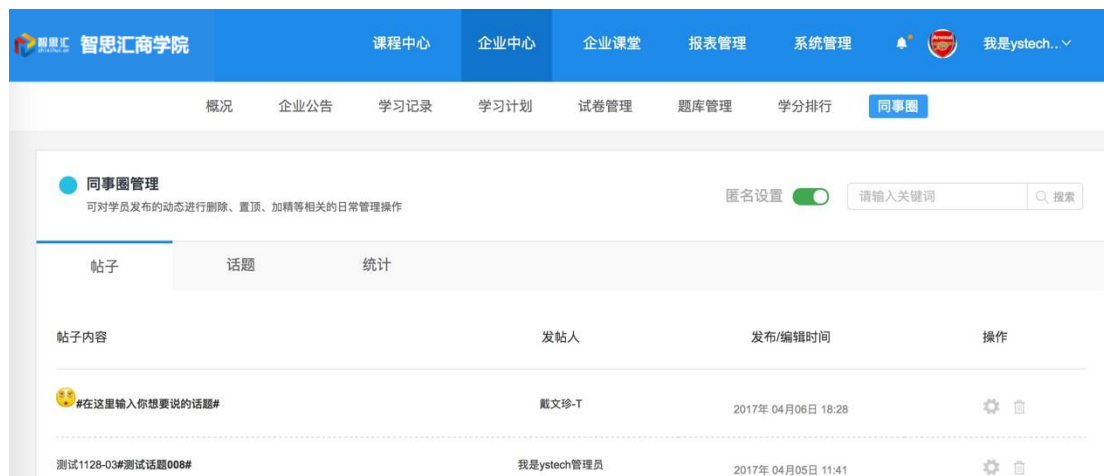 智思汇 智思汇商学院 课程中心 企业中心 企业课堂 报表管理 系统管理 我是ystech..
概况 企业公告 学习记录 学习计划 试卷管理 题库管理 学分排行 同事圈
同事圈管理
可对学员发布的动态进行删除、置顶、加精等相关的日常管理操作
匿名设置 请输入关键词 搜索
帖子 话题 统计
帖子内容 发帖人 发布/编辑时间 操作
#在这里输入你想要说的话题# 戴文珍-T 2017年 04月06日 18:28
测试1128-03#测试话题008# 我是ystech管理员 2017年 04月05日 11:41